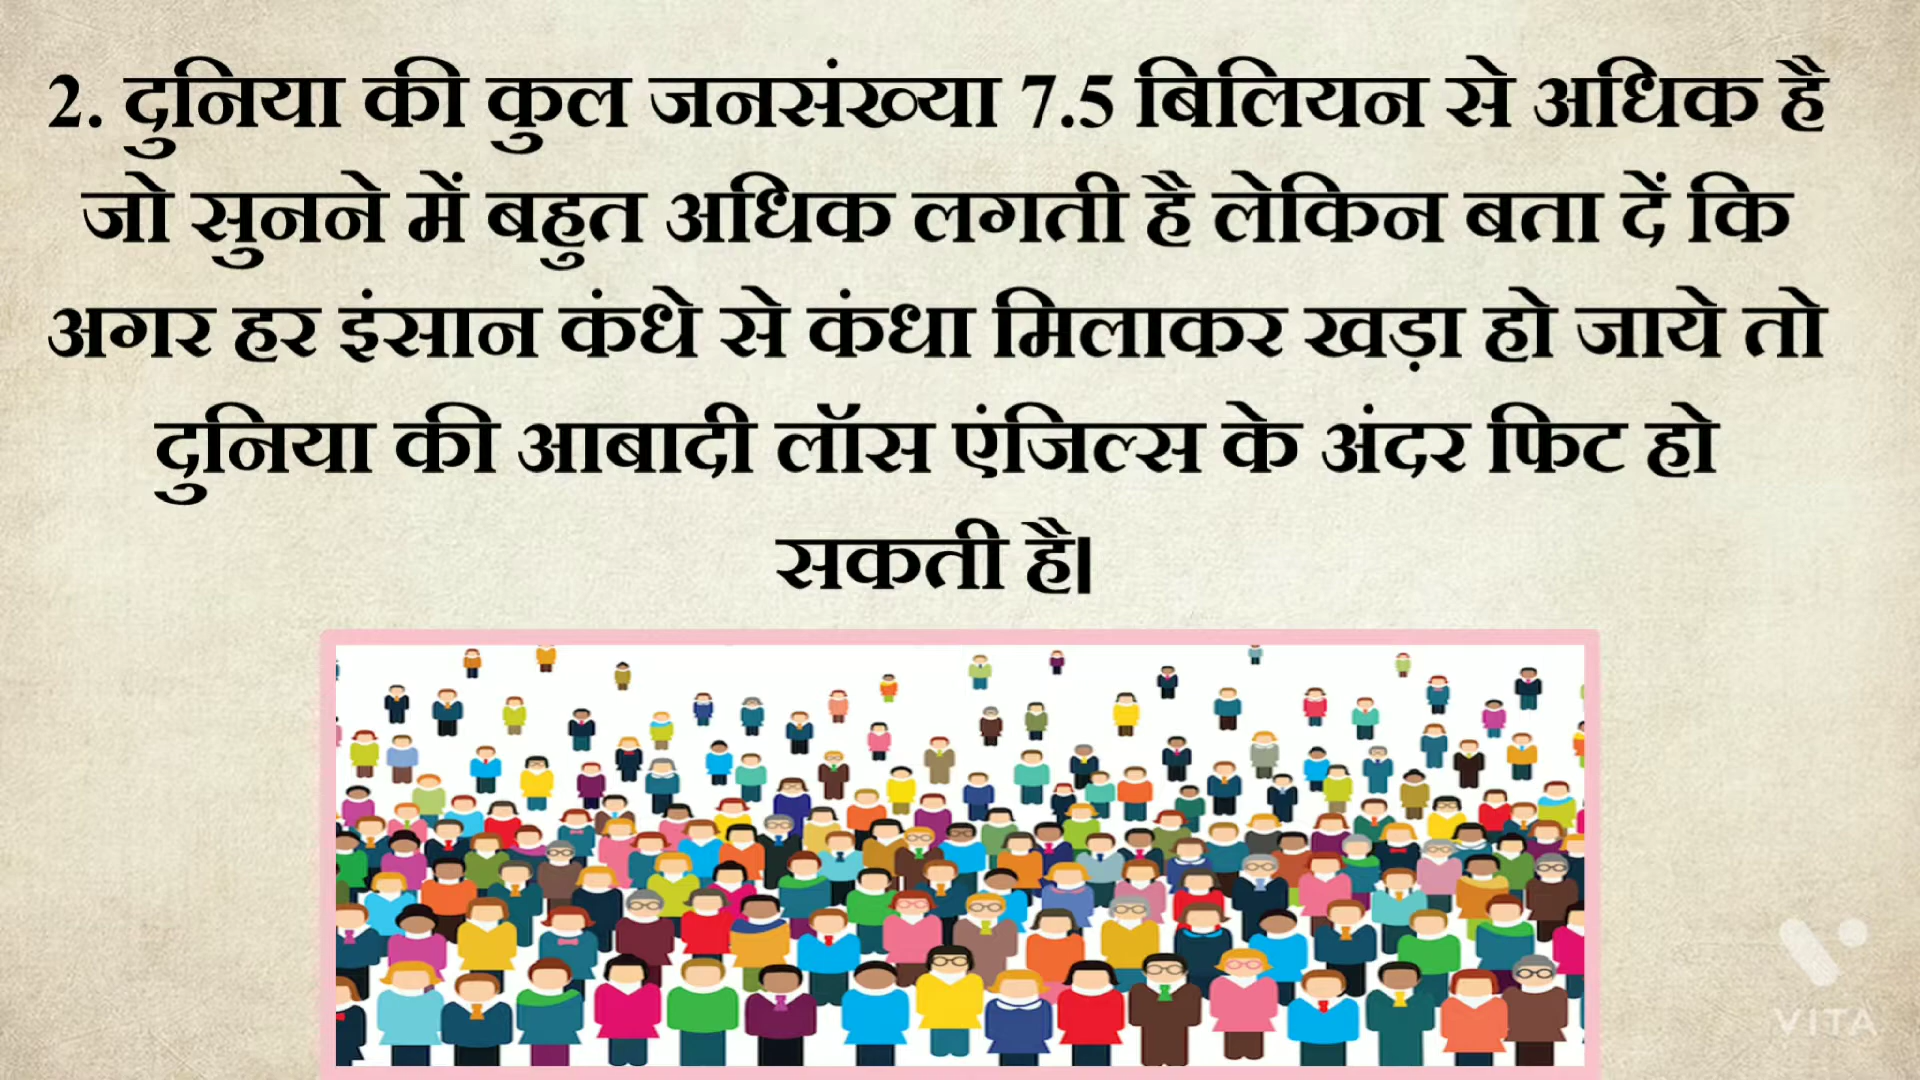 2. दुनिया की कुल जनसंख्या 7.5 बिलियन से अधिक है
जो सुनने में बहुत अधिक लगती है लेकिन बता दें कि
अगर हर इंसान कंधे से कंधा मिलाकर खड़ा हो जाये तो
दुनिया की आबादी लॉस एंजिल्स के अंदर फिट हो
सकती है।
VITA